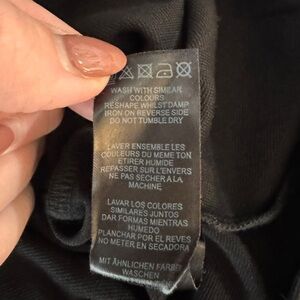 WASH WITH SIMILAR
COLOURS
RESHAPE WHILST DAMP
IRON ON REVERSE SIDE
DO NOT TUMBLE DRY
LAVER ENSEMBLE LES
COULEURS DU MEME TON
ETIRER HUMIDE
REPASSER SUR L'ENVERS
NE PAS SECHER A LA
MACHINE
LAVAR LOS COLORES
SIMILARES JUNTOS
DAR FORMAS MIENTRAS
HUMEDO
PLANCHAR POR EL REVES
NO METER EN SECADORA
MIT ÄHNLICHEN FARBEN
WASCHEN